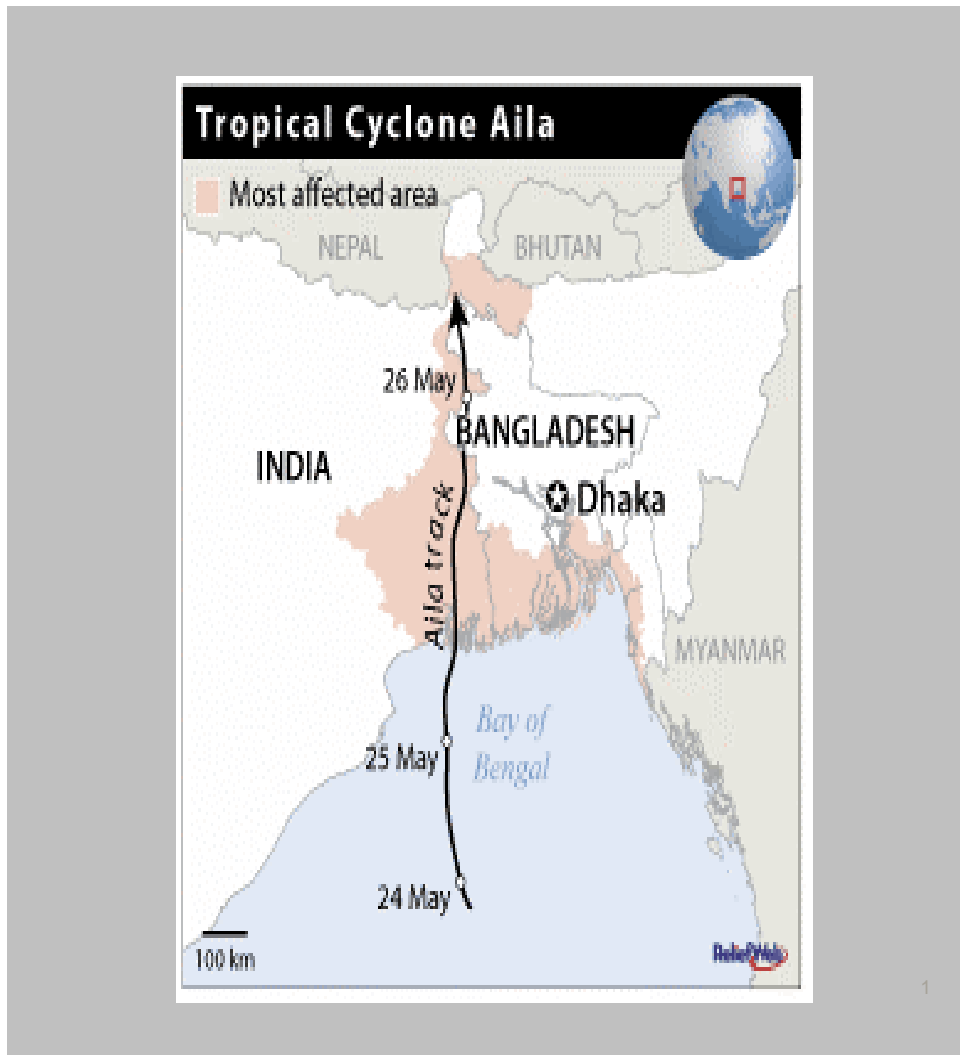 Tropical Cyclone Aila
Most affected area
NEPAL
BHUTAN
26 May
BANGLADESH
INDIA
Dhaka
Aila track
MYANMAR
Bay of
Bengal
25 May
24 May
100 km
ReliefWeb
1